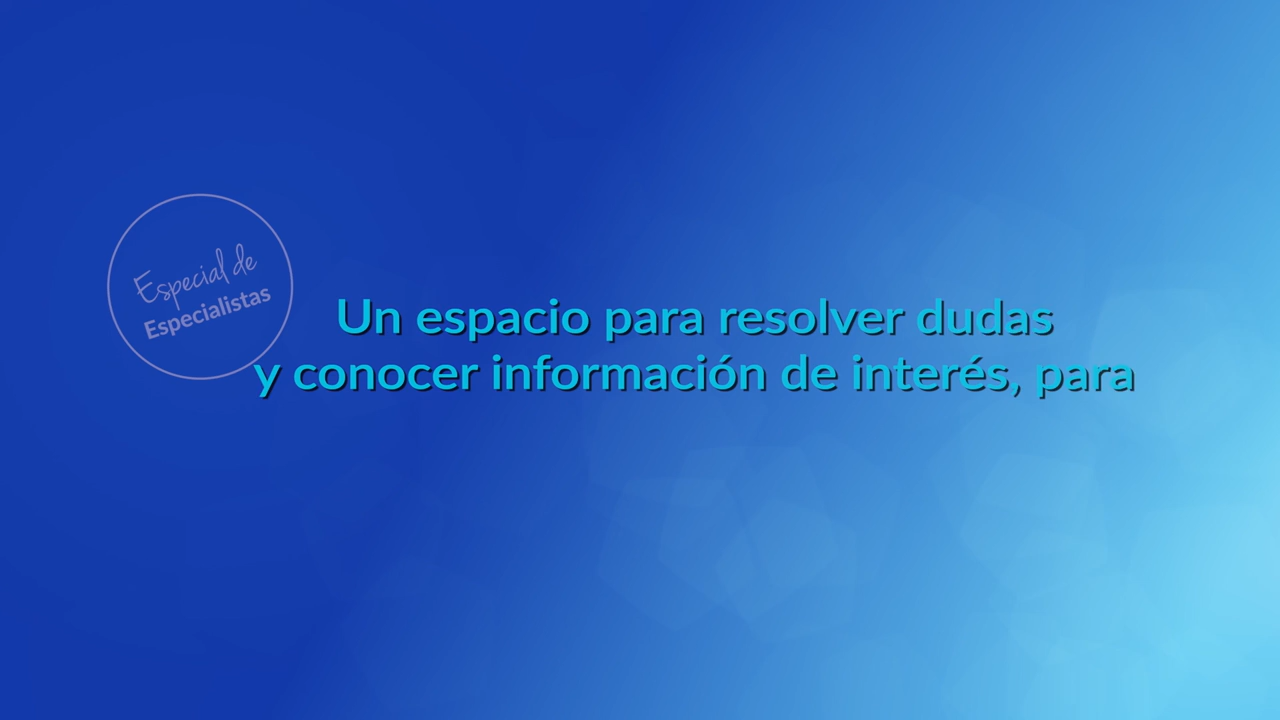 Especial de
Especialistas
Un espacio para resolver dudas
y conocer información de interés, para